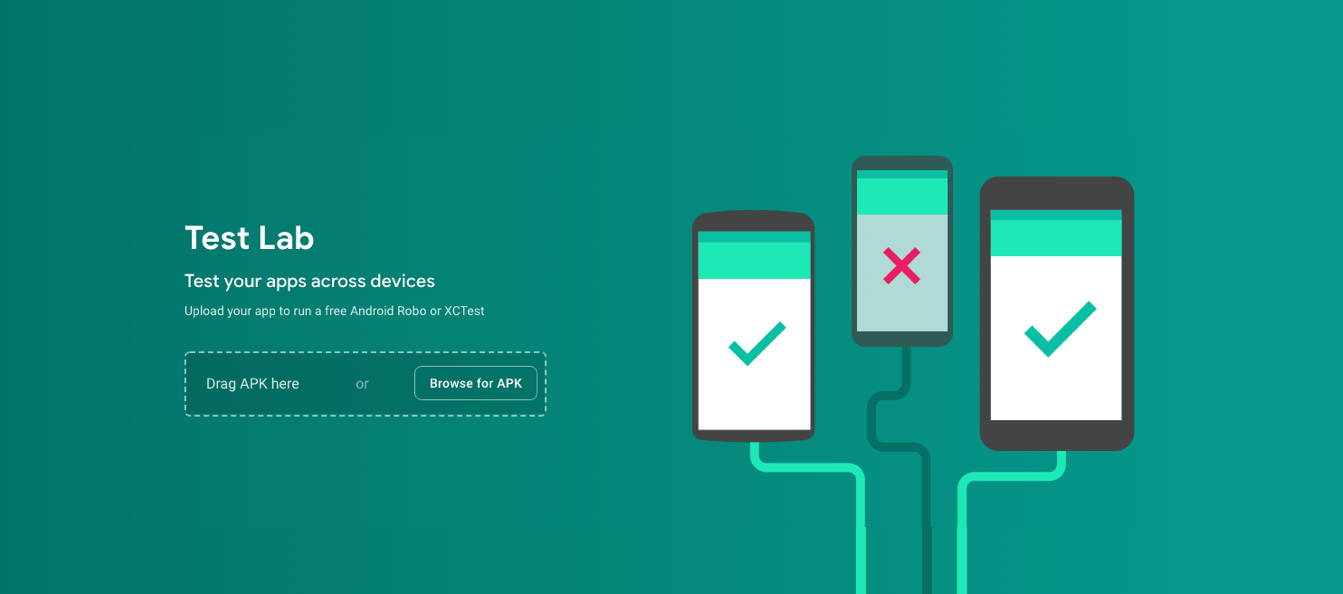 Test Lab
Test your apps across devices
Upload your app to run a free Android Robo or XCTest
Drag APK here or Browse for APK